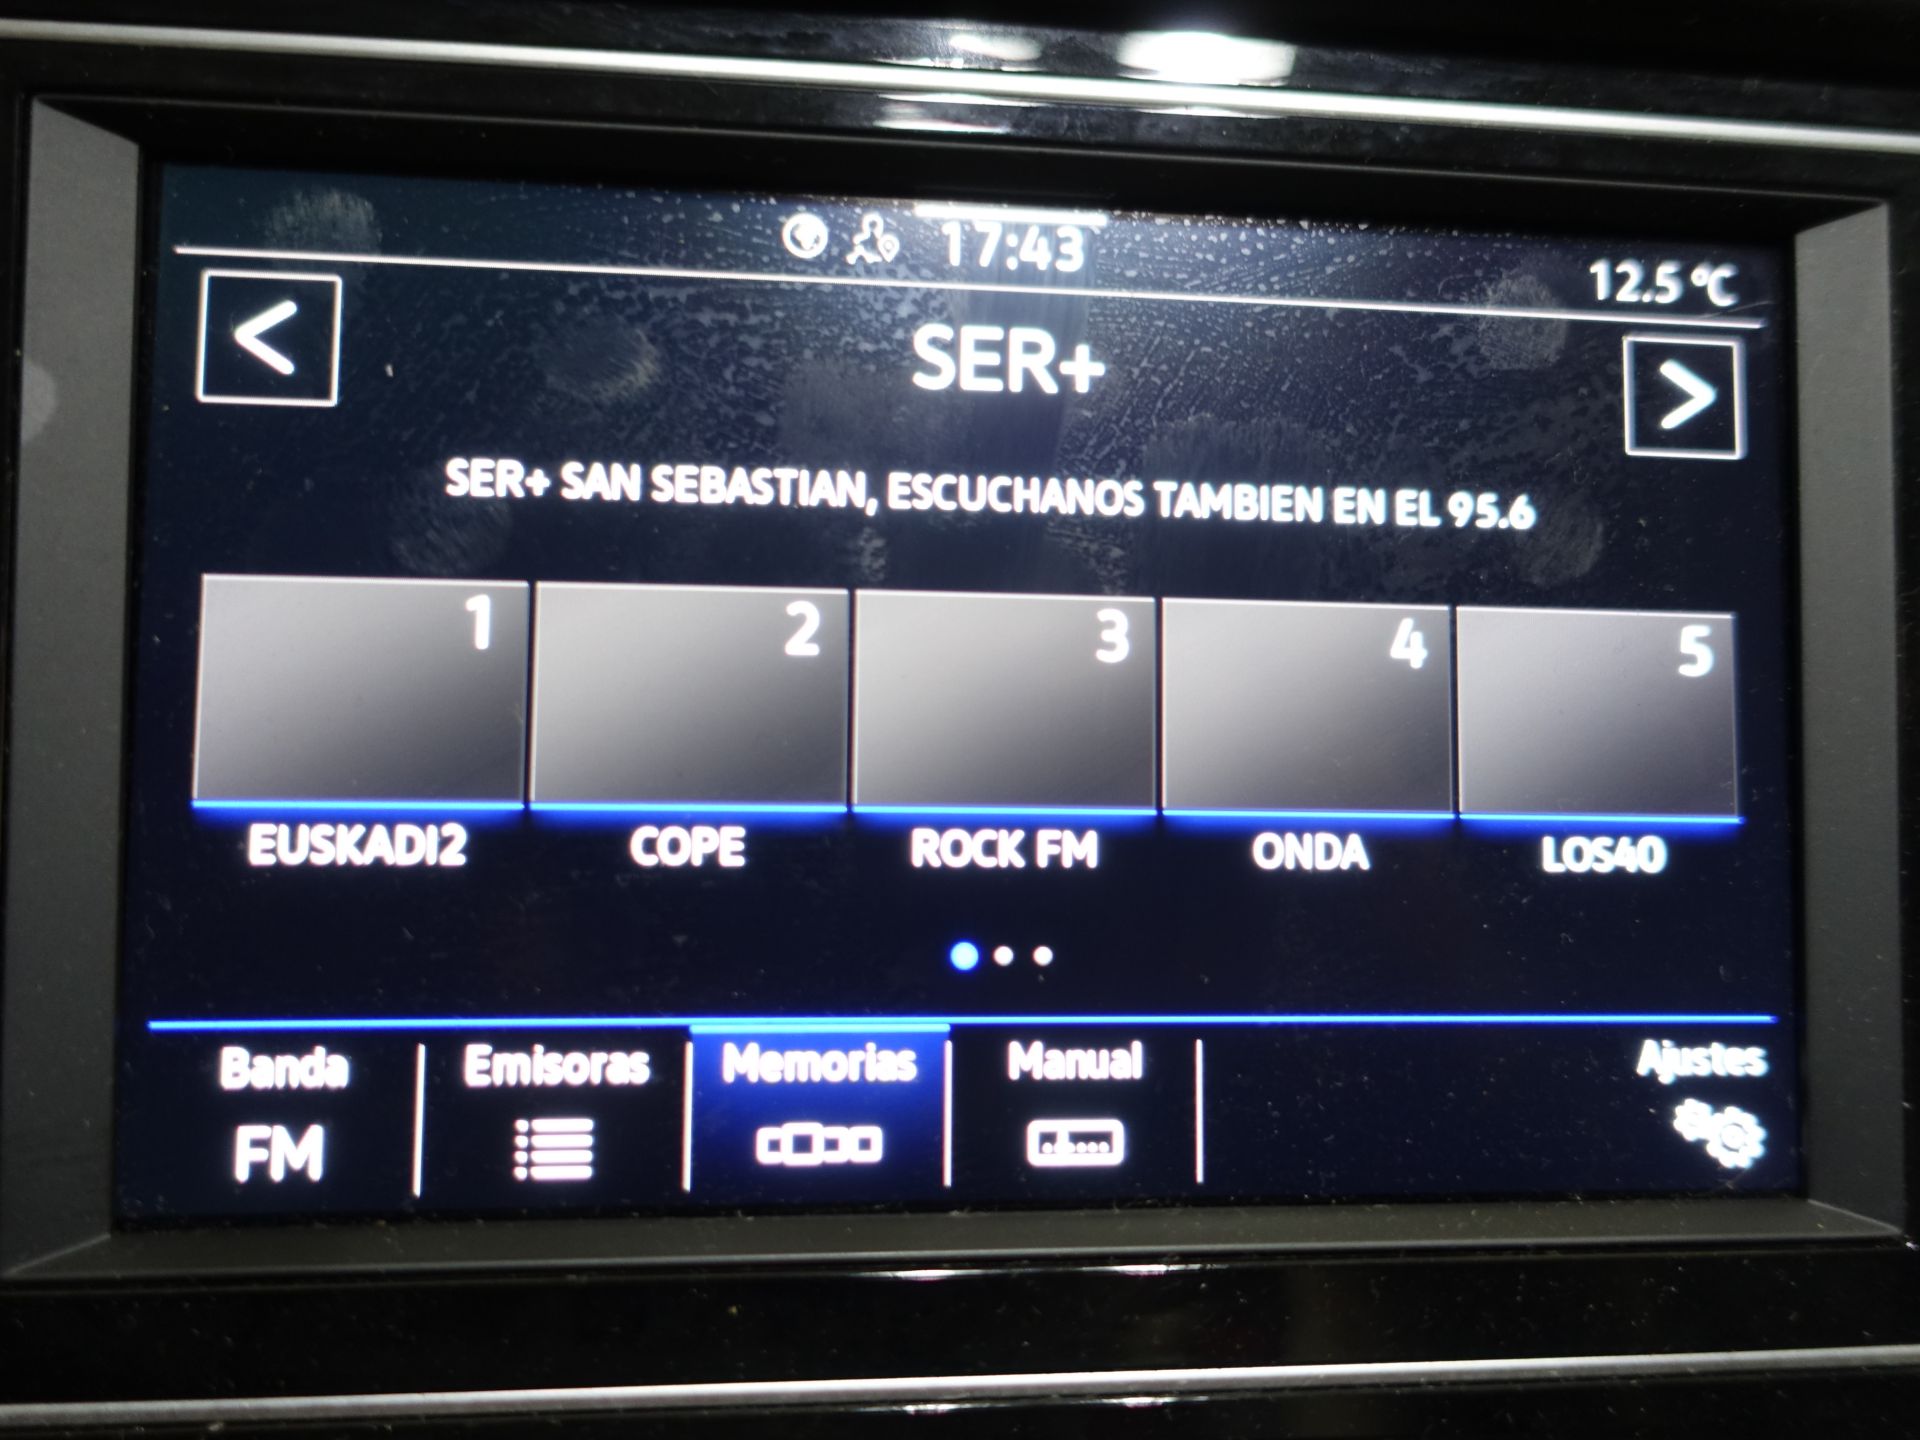 17:43
12.5 °C
<
SER+
>
SER+ SAN SEBASTIAN, ESCUCHANOS TAMBIEN EN EL 95.6
1 2 3 4 5
EUSKADI2 COPE ROCK FM ONDA LOS40
Banda Emisoras Memorias Manual Ajustes
FM